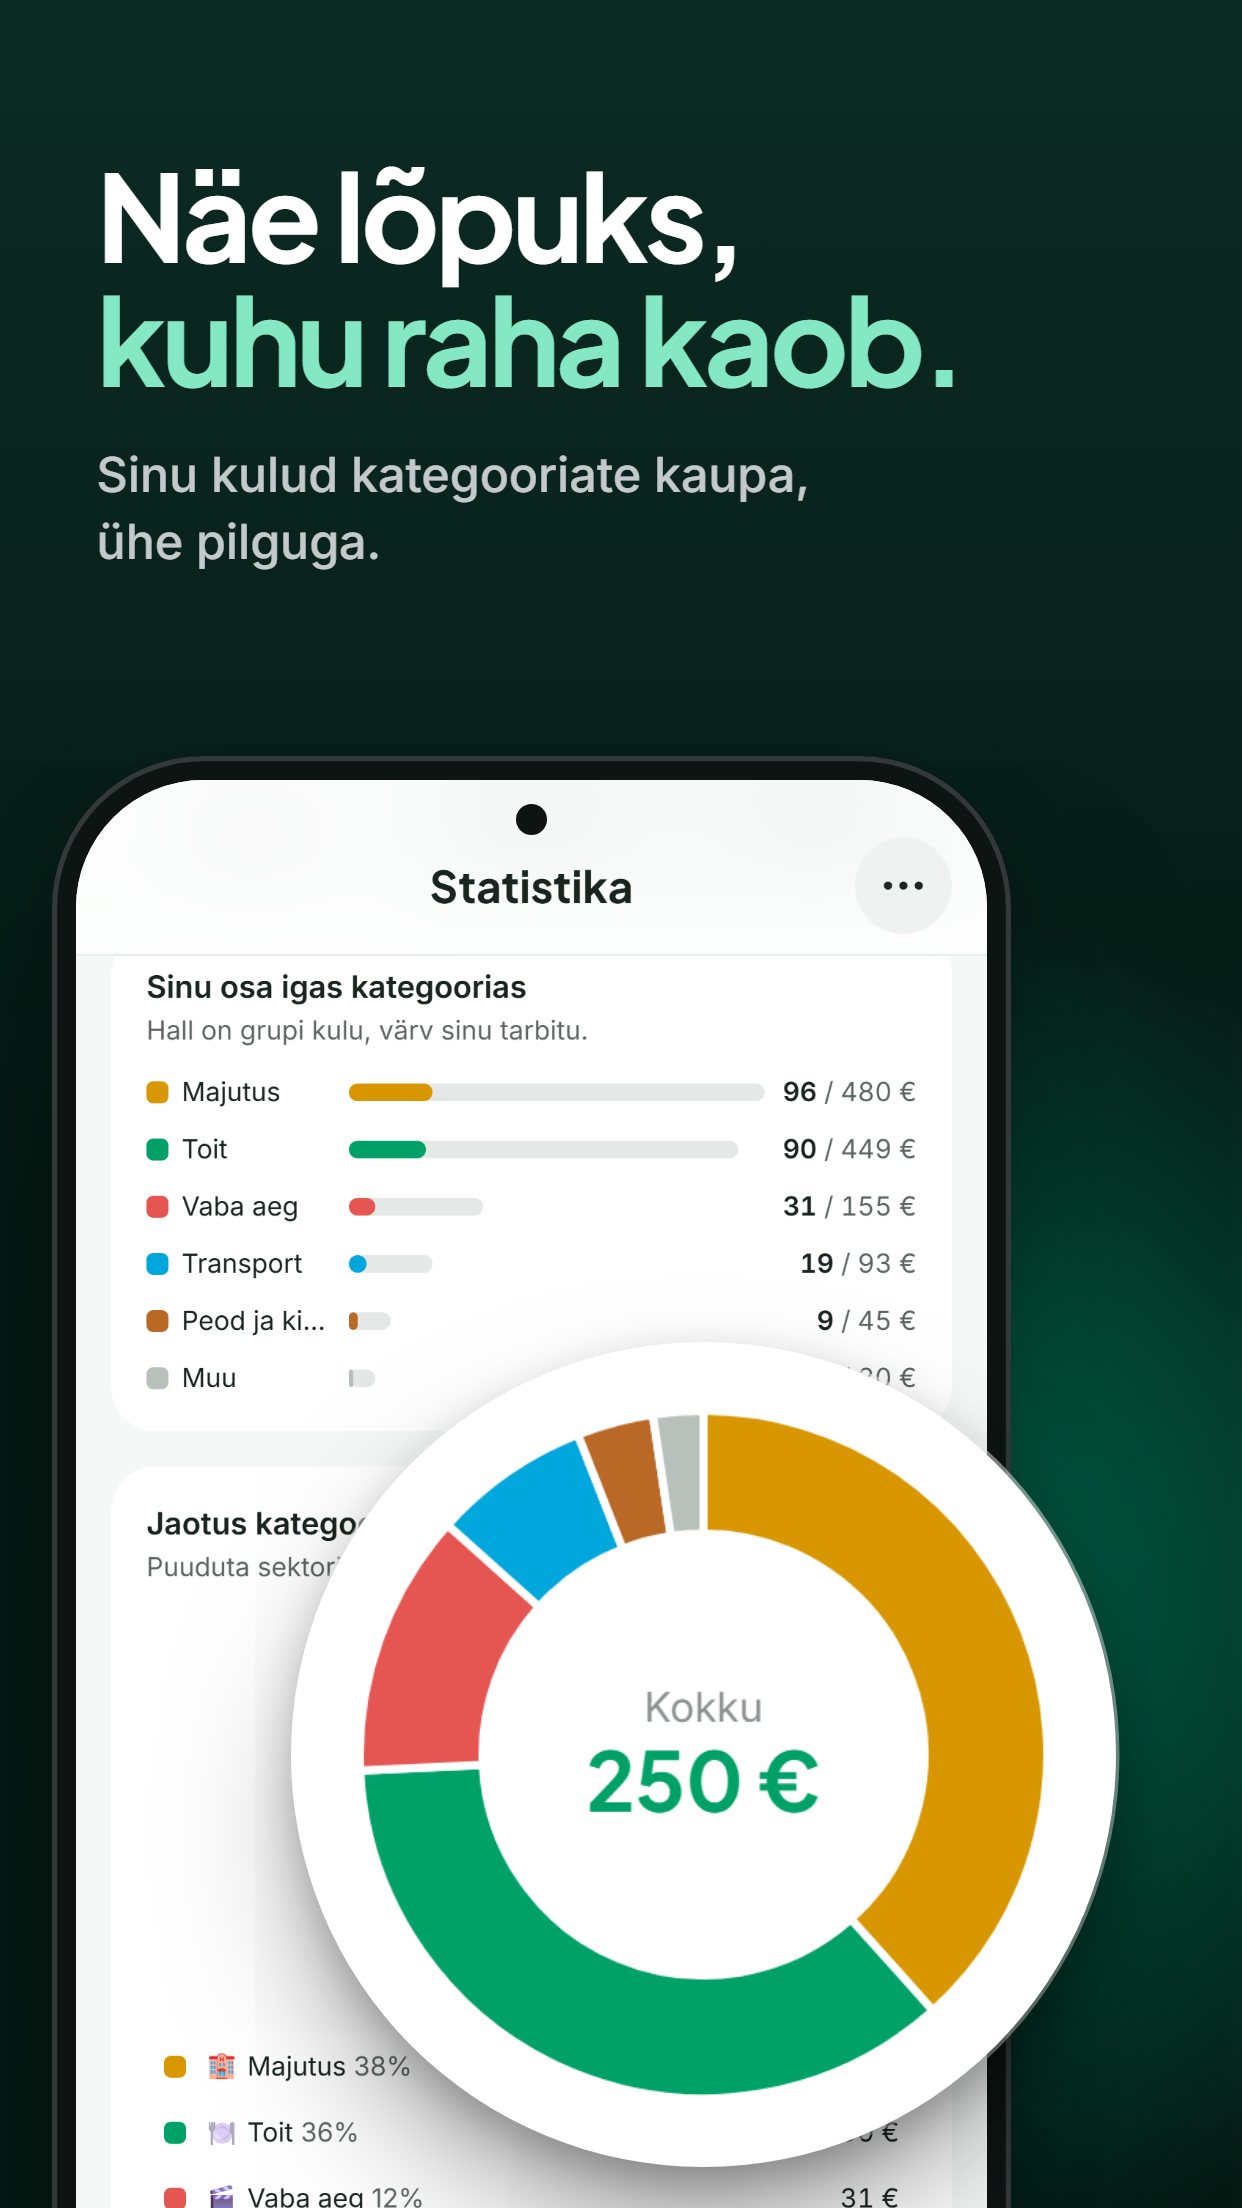 Näe lõpuks,
kuhu raha kaob.
Sinu kulud kategooriate kaupa,
ühe pilguga.
Statistika
Sinu osa igas kategoorias
Hall on grupi kulu, värv sinu tarbitu.
Majutus 96 / 480 €
Toit 90 / 449 €
Vaba aeg 31 / 155 €
Transport 19 / 93 €
Peod ja ki... 9 / 45 €
Muu €
Jaotus
Puuduta
Kokku
250 €
Majutus 38%
Toit 36% €
Vaba aeg 12% 31 €